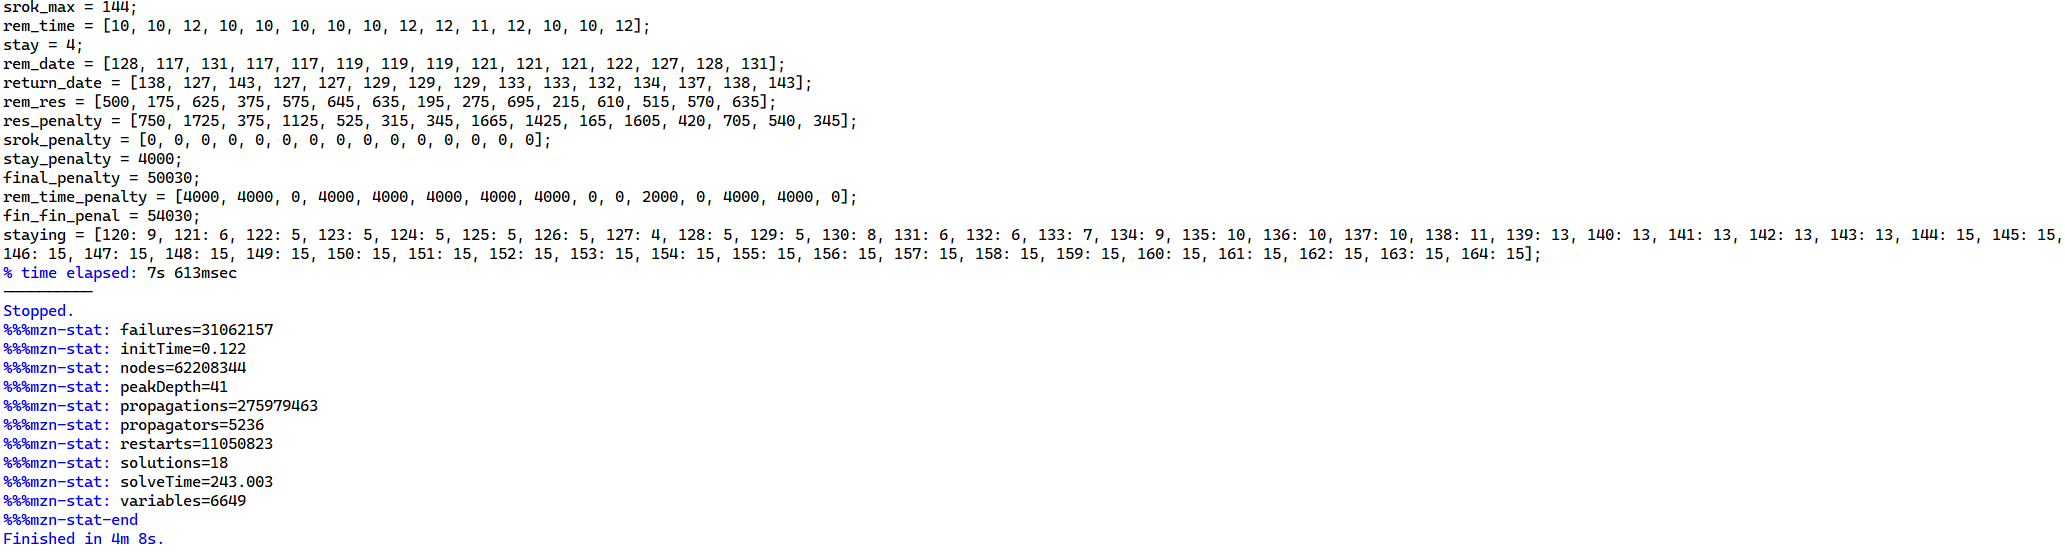 srok_max = 144;
rem_time = [10, 10, 12, 10, 10, 10, 10, 10, 12, 12, 11, 12, 10, 10, 12];
stay = 4;
rem_date = [128, 117, 131, 117, 117, 119, 119, 119, 121, 121, 121, 122, 127, 128, 131];
return_date = [138, 127, 143, 127, 127, 129, 129, 129, 133, 133, 132, 134, 137, 138, 143];
rem_res = [500, 175, 625, 375, 575, 645, 635, 195, 275, 695, 215, 610, 515, 570, 635];
res_penalty = [750, 1725, 375, 1125, 525, 315, 345, 1665, 1425, 165, 1605, 420, 705, 540, 345];
srok_penalty = [0, 0, 0, 0, 0, 0, 0, 0, 0, 0, 0, 0, 0, 0, 0];
stay_penalty = 4000;
final_penalty = 50030;
rem_time_penalty = [4000, 4000, 0, 4000, 4000, 4000, 4000, 4000, 0, 0, 2000, 0, 4000, 4000, 0];
fin_fin_penal = 54030;
staying = [120: 9, 121: 6, 122: 5, 123: 5, 124: 5, 125: 5, 126: 5, 127: 4, 128: 5, 129: 5, 130: 8, 131: 6, 132: 6, 133: 7, 134: 9, 135: 10, 136: 10, 137: 10, 138: 11, 139: 13, 140: 13, 141: 13, 142: 13, 143: 13, 144: 15, 145: 15,
146: 15, 147: 15, 148: 15, 149: 15, 150: 15, 151: 15, 152: 15, 153: 15, 154: 15, 155: 15, 156: 15, 157: 15, 158: 15, 159: 15, 160: 15, 161: 15, 162: 15, 163: 15, 164: 15];
% time elapsed: 7s 613msec
----------
Stopped.
%%%mzn-stat: failures=31062157
%%%mzn-stat: initTime=0.122
%%%mzn-stat: nodes=62208344
%%%mzn-stat: peakDepth=41
%%%mzn-stat: propagations=275979463
%%%mzn-stat: propagators=5236
%%%mzn-stat: restarts=11050823
%%%mzn-stat: solutions=18
%%%mzn-stat: solveTime=243.003
%%%mzn-stat: variables=6649
%%%mzn-stat-end
Finished in 4m 8s.